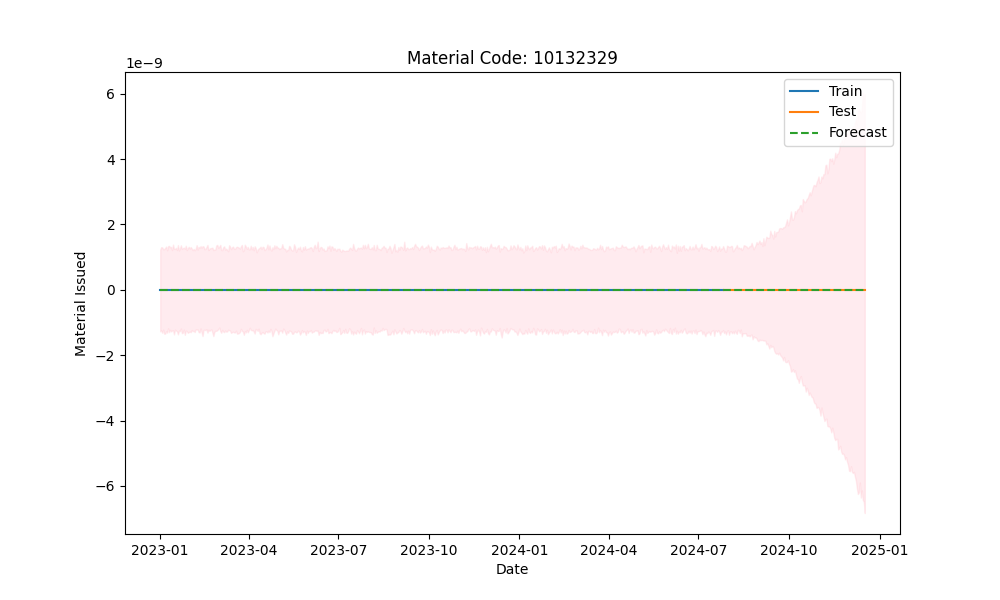 Material Code: 10132329
1e−9
Train
Test
Forecast
6
4
2
0
−2
−4
−6
Material Issued
2023-01 2023-04 2023-07 2023-10 2024-01 2024-04 2024-07 2024-10 2025-01
Date